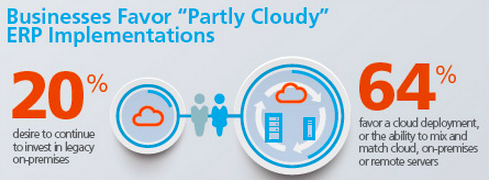 Businesses Favor “Partly Cloudy”
ERP Implementations
20%
desire to continue
to invest in legacy
on-premises
64%
favor a cloud deployment,
or the ability to mix and
match cloud, on-premises
or remote servers